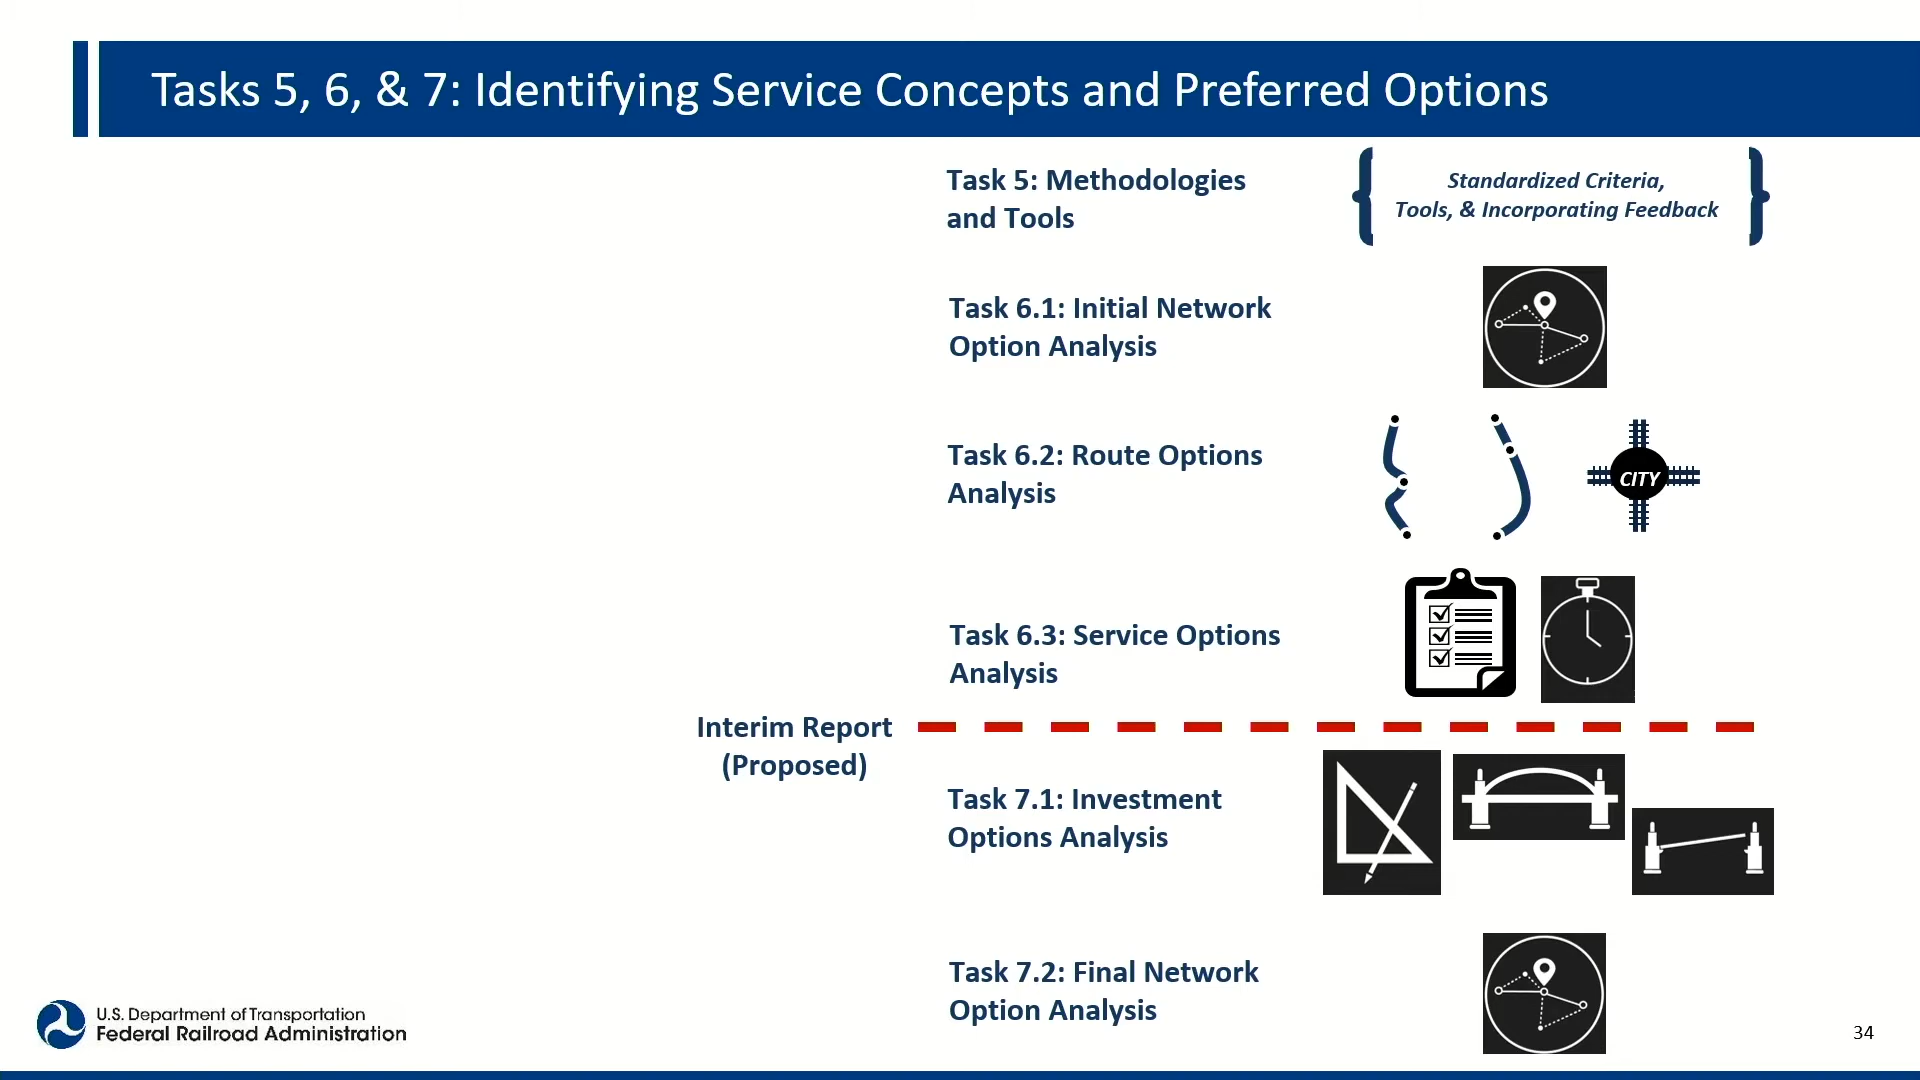 Tasks 5, 6, & 7: Identifying Service Concepts and Preferred Options
Task 5: Methodologies
and Tools
Standardized Criteria,
Tools, & Incorporating Feedback
Task 6.1: Initial Network
Option Analysis
Task 6.2: Route Options
Analysis
CITY
Task 6.3: Service Options
Analysis
Interim Report
(Proposed)
Task 7.1: Investment
Options Analysis
Task 7.2: Final Network
Option Analysis
U.S. Department of Transportation
Federal Railroad Administration
34